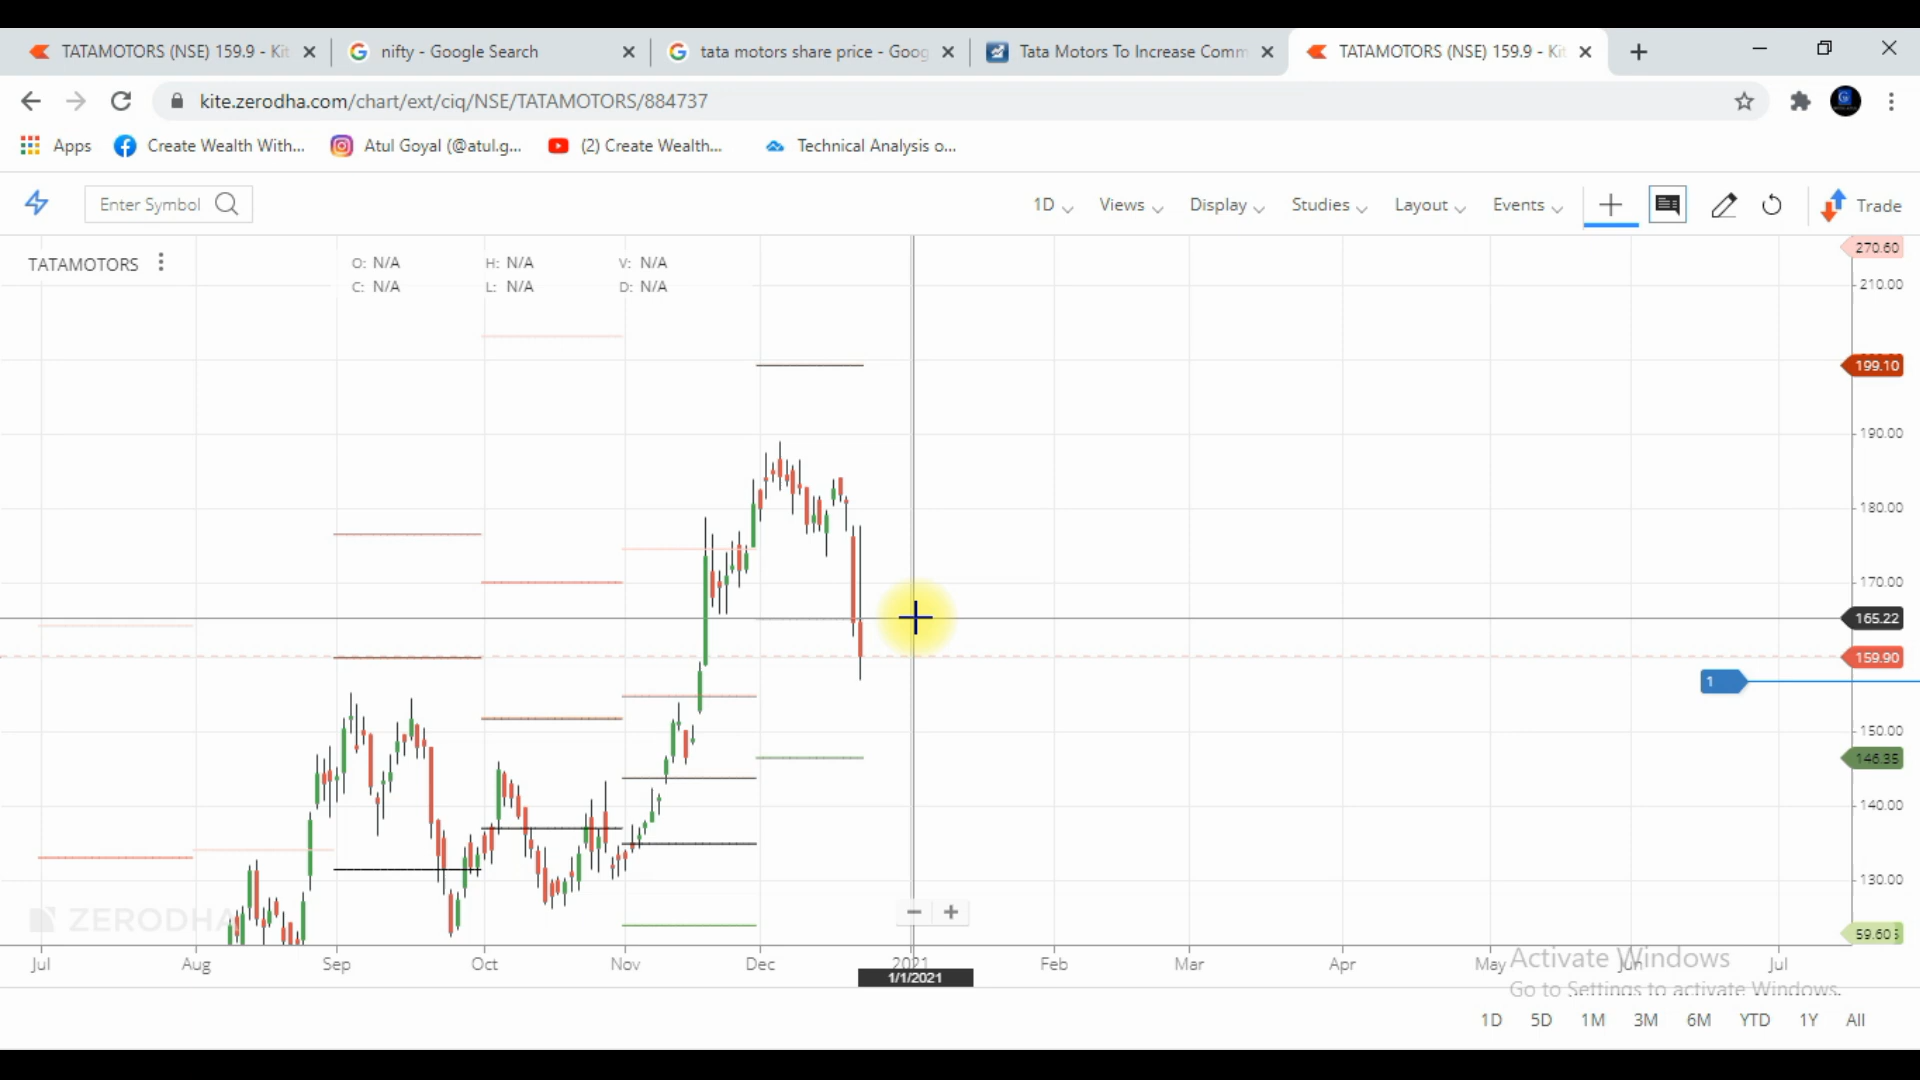 TATAMOTORS (NSE) 159.9 - Kit
nifty - Google Search
tata motors share price - Goog
Tata Motors To Increase Comm
TATAMOTORS (NSE) 159.9 - Kit
kite.zerodha.com/chart/ext/ciq/NSE/TATAMOTORS/884737
Apps
Create Wealth With...
Atul Goyal (@atul.g...
(2) Create Wealth...
Technical Analysis o...
Enter Symbol
1D
Views
Display
Studies
Layout
Events
Trade
TATAMOTORS
O: N/A
H: N/A
V: N/A
C: N/A
L: N/A
D: N/A
270.60
210.00
199.10
190.00
180.00
170.00
165.22
159.90
1
150.00
146.35
140.00
130.00
59.60
ZERODHA
Jul
Aug
Sep
Oct
Nov
Dec
2021
Feb
Mar
Apr
May
Jun
Jul
1/1/2021
Activate Windows
Go to Settings to activate Windows.
1D
5D
1M
3M
6M
YTD
1Y
All